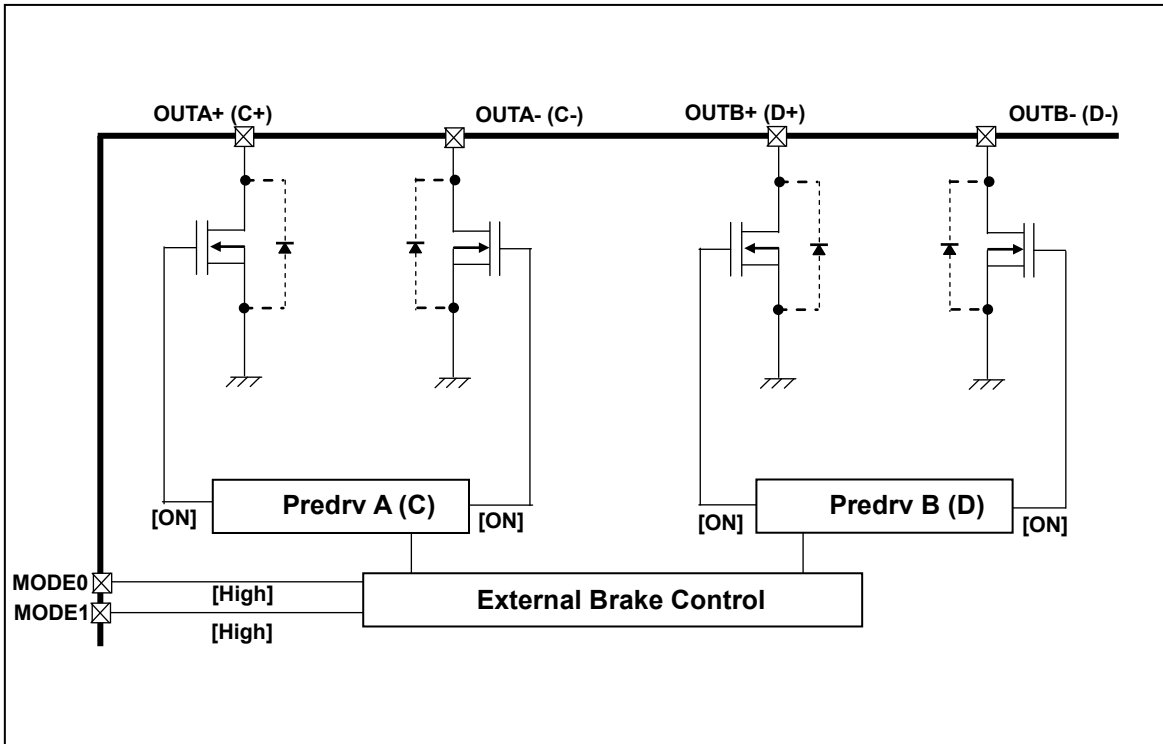 OUTA+ (C+)
OUTA- (C-)
OUTB+ (D+)
OUTB- (D-)
Predrv A (C)
Predrv B (D)
[ON]
[ON]
[ON]
[ON]
MODE0
[High]
External Brake Control
MODE1
[High]